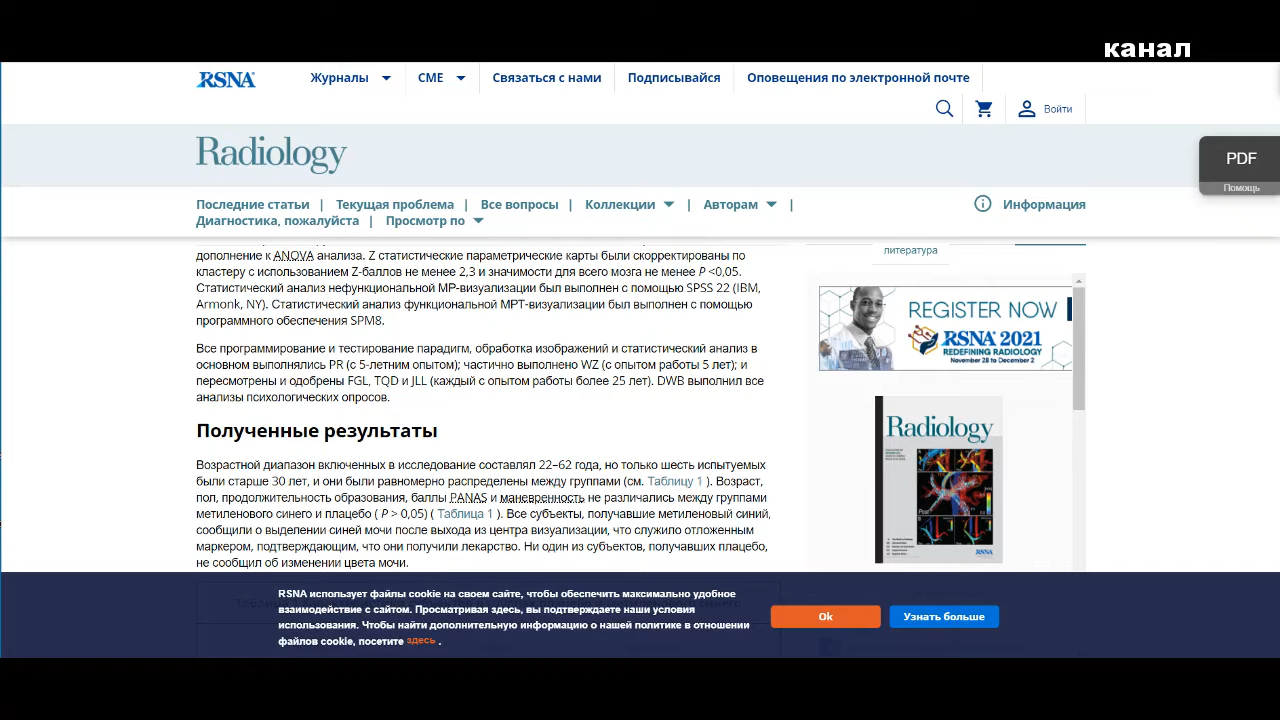 канал
RSNA
Журналы
CME
Связаться с нами
Подписывайся
Оповещения по электронной почте
Войти
Radiology
PDF
Помощь
Последние статьи | Текущая проблема | Все вопросы | Коллекции | Авторам |
Диагностика, пожалуйста | Просмотр по
Информация
дополнение к ANOVA анализа. Z статистические параметрические карты были скорректированы по
кластеру с использованием Z-баллов не менее 2,3 и значимости для всего мозга не менее P <0,05.
Статистический анализ нефункциональной МР-визуализации был выполнен с помощью SPSS 22 (IBM,
Armonk, NY). Статистический анализ функциональной МРТ-визуализации был выполнен с помощью
программного обеспечения SPM8.
Все программирование и тестирование парадигм, обработка изображений и статистический анализ в
основном выполнялись PR (с 5-летним опытом); частично выполнено WZ (с опытом работы 5 лет); и
пересмотрены и одобрены FGL, TQD и JLL (каждый с опытом работы более 25 лет). DWB выполнил все
анализы психологических опросов.
Полученные результаты
Возрастной диапазон включенных в исследование составлял 22–62 года, но только шесть испытуемых
были старше 30 лет, и они были равномерно распределены между группами (см. Таблицу 1 ). Возраст,
пол, продолжительность образования, баллы PANAS и маневренность не различались между группами
метиленового синего и плацебо ( P > 0,05) ( Таблица 1 ). Все субъекты, получавшие метиленовый синий,
сообщили о выделении синей мочи после выхода из центра визуализации, что служило отложенным
маркером, подтверждающим, что они получили лекарство. Ни один из субъектов, получавших плацебо,
не сообщил об изменении цвета мочи.
литература
REGISTER NOW
RSNA 2021
REDEFINING RADIOLOGY
November 28 to December 2
Radiology
RSNA
RSNA использует файлы cookie на своем сайте, чтобы обеспечить максимально удобное
взаимодействие с сайтом. Просматривая здесь, вы подтверждаете наши условия
использования. Чтобы найти дополнительную информацию о нашей политике в отношении
файлов cookie, посетите здесь .
Ok
Узнать больше